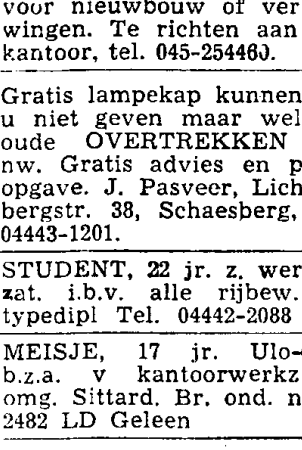 voor nieuwbouw of ver
wingen. Te richten aan
kantoor, tel. 045-254460.
Gratis lampekap kunnen
u niet geven maar wel
oude OVERTREKKEN
nw. Gratis advies en p
opgave. J. Pasveer, Lich
bergstr. 38, Schaesberg,
04443-1201.
STUDENT, 22 jr. z. wer
zat. i.b.v. alle rijbew.
typedipl Tel. 04442-2088
MEISJE, 17 jr. Ulo-
b.z.a. v kantoorwerkz
omg. Sittard. Br. ond. n
2482 LD Geleen